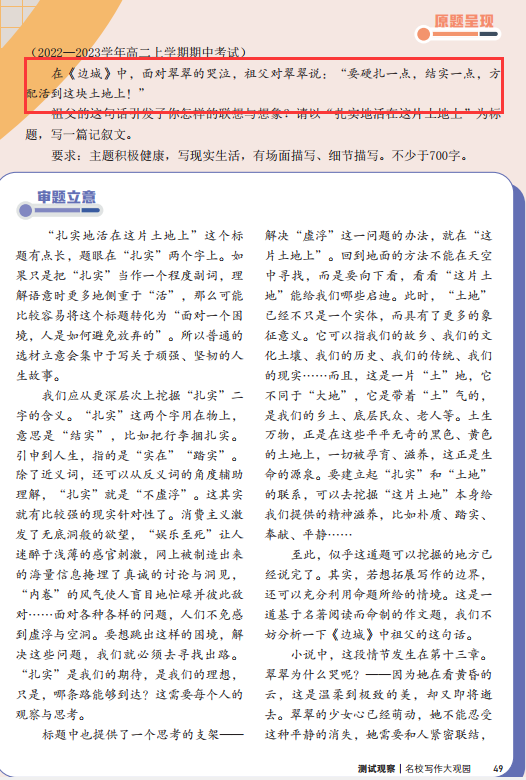 原题呈现
（2022—2023学年高二上学期期中考试）
在《边城》中，面对翠翠的哭泣，祖父对翠翠说：“要硬扎一点，结实一点，方
配活到这块土地上！”
祖父的这句话引发了你怎样的联想与想象？请以“扎实地活在这片土地上”为标
题，写一篇记叙文。
要求：主题积极健康，写现实生活，有场面描写、细节描写。不少于700字。
审题立意
“扎实地活在这片土地上”这个标
题有点长，题眼在“扎实”两个字上。如
果只是把“扎实”当作一个程度副词，理
解语意时更多地侧重于“活”，那么可能
比较容易将这个标题转化为“面对一个困
境，人是如何避免放弃的”。所以普通的
选材立意会集中于写关于顽强、坚韧的人
生故事。
我们应从更深层次上挖掘“扎实”二
字的含义。“扎实”这两个字用在物上，
意思是“结实”，比如把行李捆扎实。
引申到人生，指的是“实在”“踏实”。
除了近义词，还可以从反义词的角度辅助
理解，“扎实”就是“不虚浮”。这其实
就有比较强的现实针对性了。消费主义激
发了无底洞般的欲望，“娱乐至死”让人
迷醉于浅薄的感官刺激，网上被制造出来
的海量信息掩埋了真诚的讨论与洞见，
“内卷”的风气使人盲目地忙碌并彼此敌
对……面对各种各样的问题，人们不免感
到虚浮与空洞。要想跳出这样的困境，解
决这些问题，我们就必须去寻找出路。
“扎实”是我们的期待，是我们的理想，
只是，哪条路能够到达？这需要每个人的
观察与思考。
标题中也提供了一个思考的支架——
解决“虚浮”这一问题的办法，就在“这
片土地上”。回到地面的方法不能在天空
中寻找，而是要向下看，看看“这片土
地”能给我们哪些启迪。此时，“土地”
已经不只是一个实体，而具有了更多的象
征意义。它可以指我们的故乡、我们的文
化土壤、我们的历史、我们的传统、我们
的现实……而且，这是一片“土”地，它
不同于“大地”，它是带着“土”气的，
是我们的乡土、底层民众、老人等。土生
万物，正是在这些平平无奇的黑色、黄色
的土地上，一切被孕育、滋养，这正是生
命的源泉。要建立起“扎实”和“土地”
的联系，可以去挖掘“这片土地”本身给
我们提供的精神滋养，比如朴质、踏实、
奉献、平静……
至此，似乎这道题可以挖掘的地方已
经说完了。其实，若想拓展写作的边界，
还可以充分利用命题所给的情境。这是一
道基于名著阅读而命制的作文题，我们不
妨分析一下《边城》中祖父的这句话。
小说中，这段情节发生在第十三章。
翠翠为什么哭呢？——因为她在看黄昏的
云，这是温柔到极致的美，却又即将逝
去。翠翠的少女心已经萌动，她不能忍受
这种平静的消失，她需要和人紧密联结，
测试观察｜名校写作大观园 49